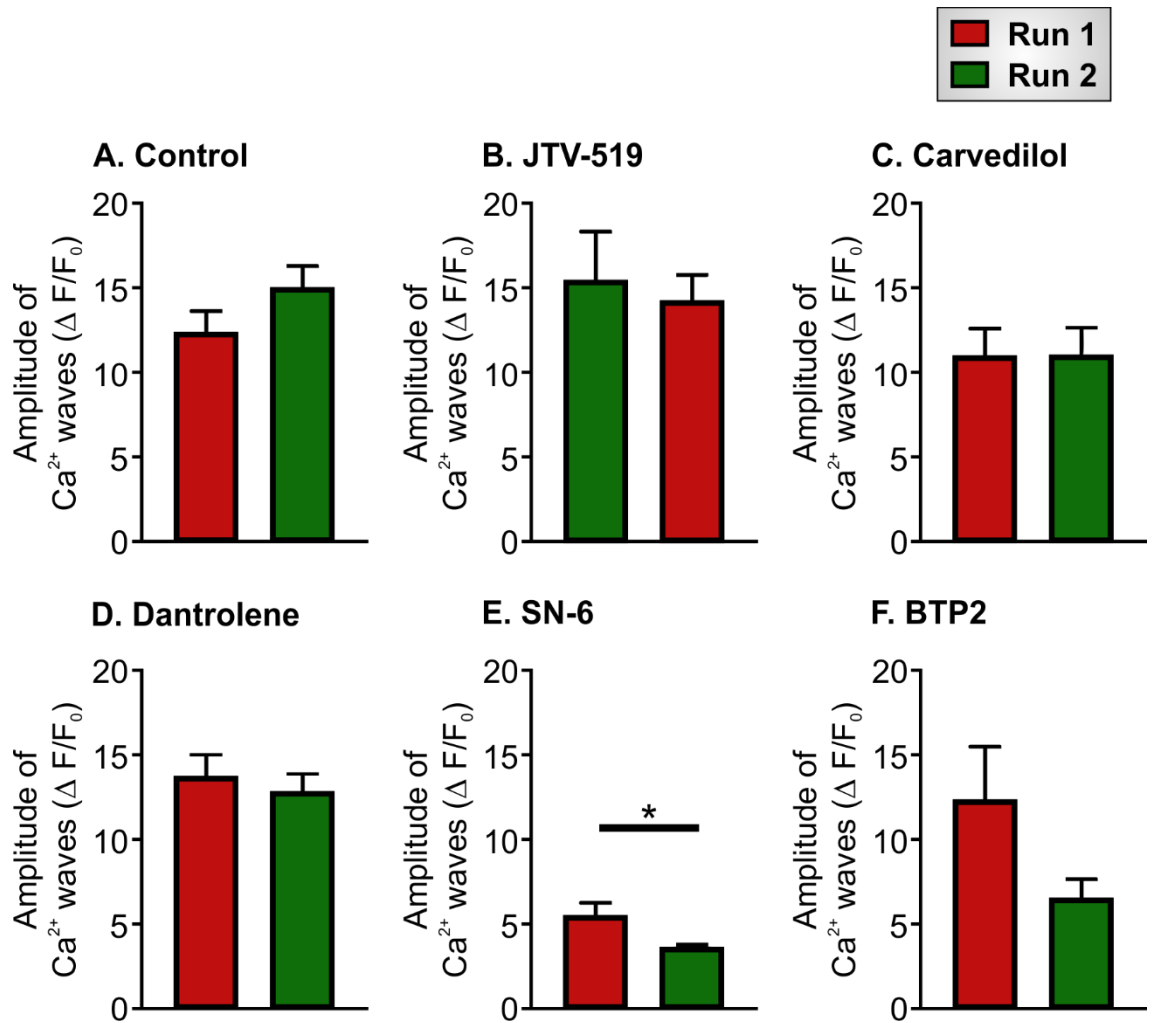 Run 1
Run 2
A. Control
B. JTV-519
C. Carvedilol
20
15
10
5
0
Amplitude of
Ca²⁺ waves (Δ F/F₀)
20
15
10
5
0
Amplitude of
Ca²⁺ waves (Δ F/F₀)
20
15
10
5
0
Amplitude of
Ca²⁺ waves (Δ F/F₀)
D. Dantrolene
E. SN-6
F. BTP2
20
15
10
5
0
Amplitude of
Ca²⁺ waves (Δ F/F₀)
20
15
10
5
0
Amplitude of
Ca²⁺ waves (Δ F/F₀)
*
20
15
10
5
0
Amplitude of
Ca²⁺ waves (Δ F/F₀)